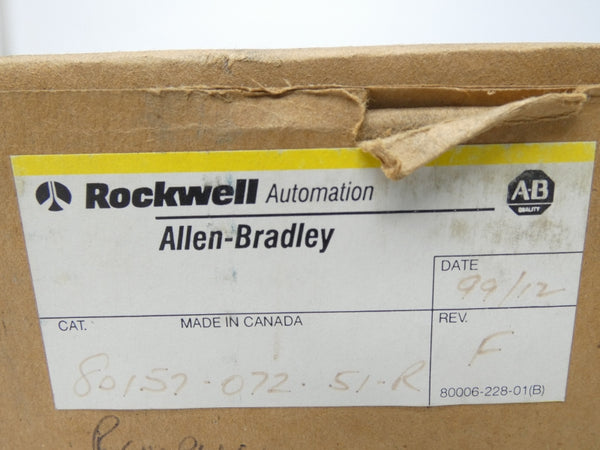 Rockwell Automation
A-B
QUALITY
Allen-Bradley
DATE
99/12
CAT.
MADE IN CANADA
REV.
F
80157-072-51-R
80006-228-01(B)